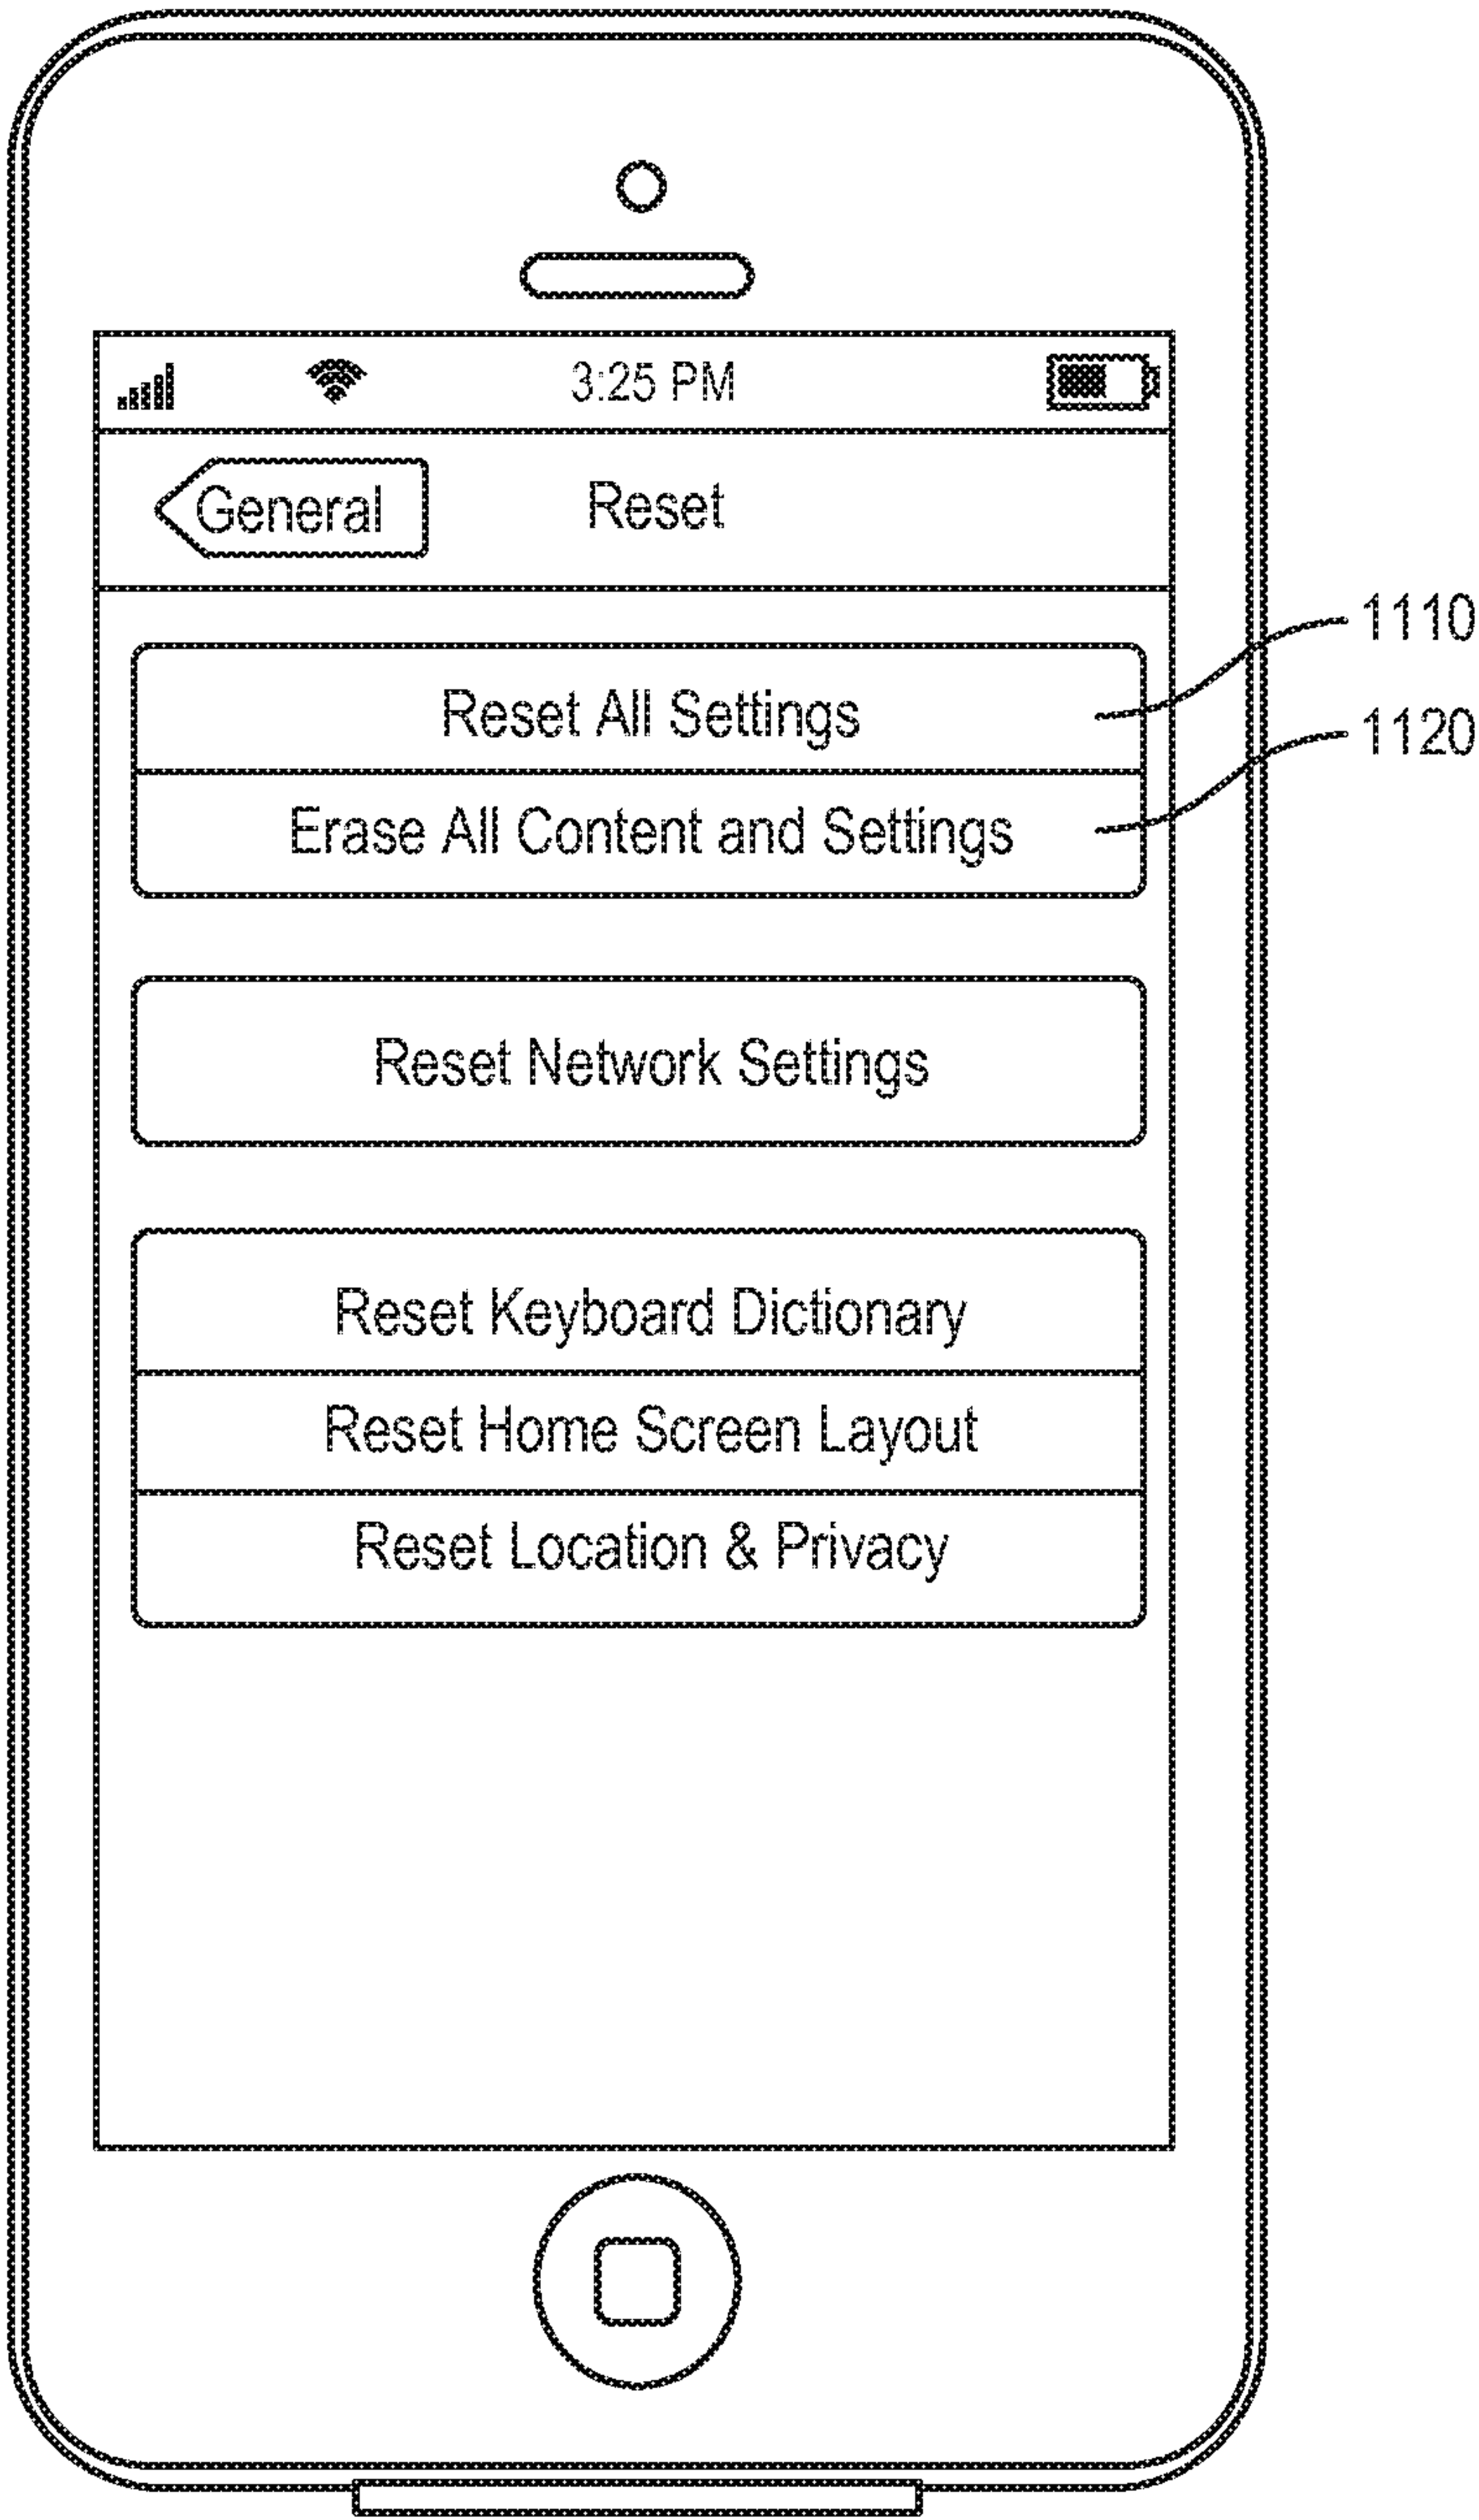 3:25 PM
General
Reset
1110
Reset All Settings
1120
Erase All Content and Settings
Reset Network Settings
Reset Keyboard Dictionary
Reset Home Screen Layout
Reset Location & Privacy